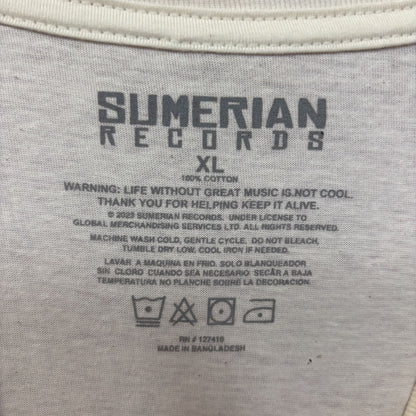 SUMERIAN
RECORDS
XL
100% COTTON
WARNING: LIFE WITHOUT GREAT MUSIC IS NOT COOL.
THANK YOU FOR HELPING KEEP IT ALIVE.
© 2023 SUMERIAN RECORDS. UNDER LICENSE TO
GLOBAL MERCHANDISING SERVICES LTD. ALL RIGHTS RESERVED.
MACHINE WASH COLD, GENTLE CYCLE, DO NOT BLEACH,
TUMBLE DRY LOW, COOL IRON IF NEEDED.
LAVAR A MAQUINA EN FRIO. SOLO BLANQUEADOR
SIN CLORO CUANDO SEA NECESARIO SECAR A BAJA
TEMPERATURA NO PLANCHE SOBRE LA DECORACIÓN.
RN # 127410
MADE IN BANGLADESH